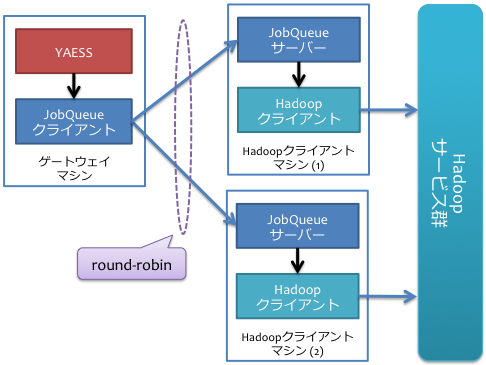 YAESS
JobQueue
クライアント
ゲートウェイ
マシン
round-robin
JobQueue
サーバー
Hadoop
クライアント
Hadoopクライアント
マシン (1)
JobQueue
サーバー
Hadoop
クライアント
Hadoopクライアント
マシン (2)
Hadoop
サービス群